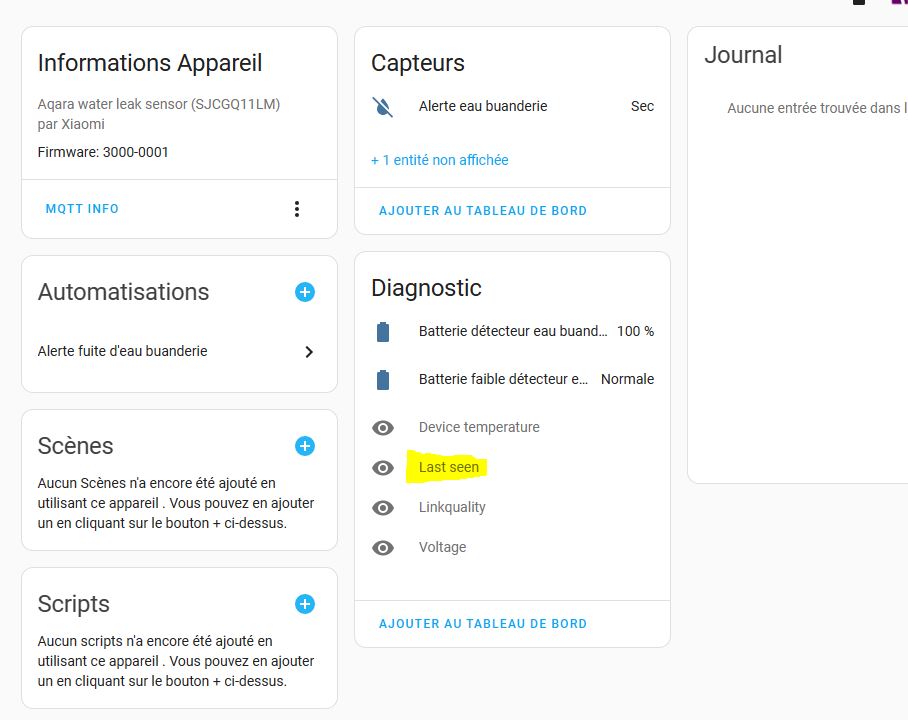 Informations Appareil
Aqara water leak sensor (SJCGQ11LM)
par Xiaomi
Firmware: 3000-0001
MQTT INFO
Automatisations
Alerte fuite d'eau buanderie
Scènes
Aucun Scènes n'a encore été ajouté en
utilisant ce appareil . Vous pouvez en ajouter
un en cliquant sur le bouton + ci-dessus.
Scripts
Aucun scripts n'a encore été ajouté en
utilisant ce appareil . Vous pouvez en ajouter
un en cliquant sur le bouton + ci-dessus.
Capteurs
Alerte eau buanderie Sec
+ 1 entité non affichée
AJOUTER AU TABLEAU DE BORD
Diagnostic
Batterie détecteur eau buand... 100 %
Batterie faible détecteur e... Normale
Device temperature
Last seen
Linkquality
Voltage
AJOUTER AU TABLEAU DE BORD
Journal
Aucune entrée trouvée dans l